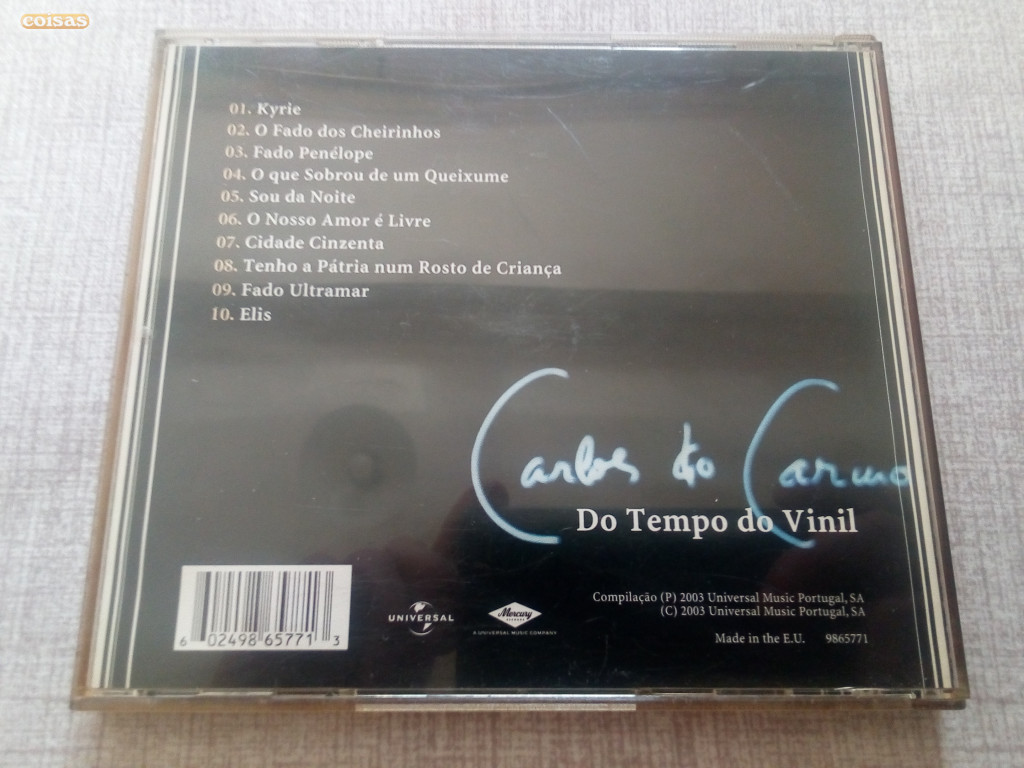 coisas
01. Kyrie
02. O Fado dos Cheirinhos
03. Fado Penélope
04. O que Sobrou de um Queixume
05. Sou da Noite
06. O Nosso Amor é Livre
07. Cidade Cinzenta
08. Tenho a Pátria num Rosto de Criança
09. Fado Ultramar
10. Elis
Carlos do Carmo
Do Tempo do Vinil
6 02498 65771 3
UNIVERSAL
Mercury
RECORDS
A UNIVERSAL MUSIC COMPANY
Compilação (P) 2003 Universal Music Portugal, SA
(C) 2003 Universal Music Portugal, SA
Made in the E.U. 9865771